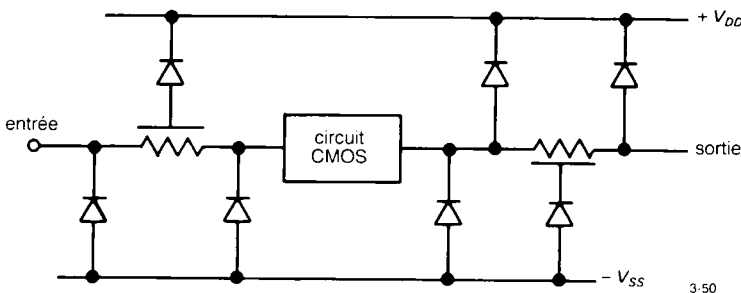 + V_DD
entrée
circuit
CMOS
sortie
− V_SS
3-50